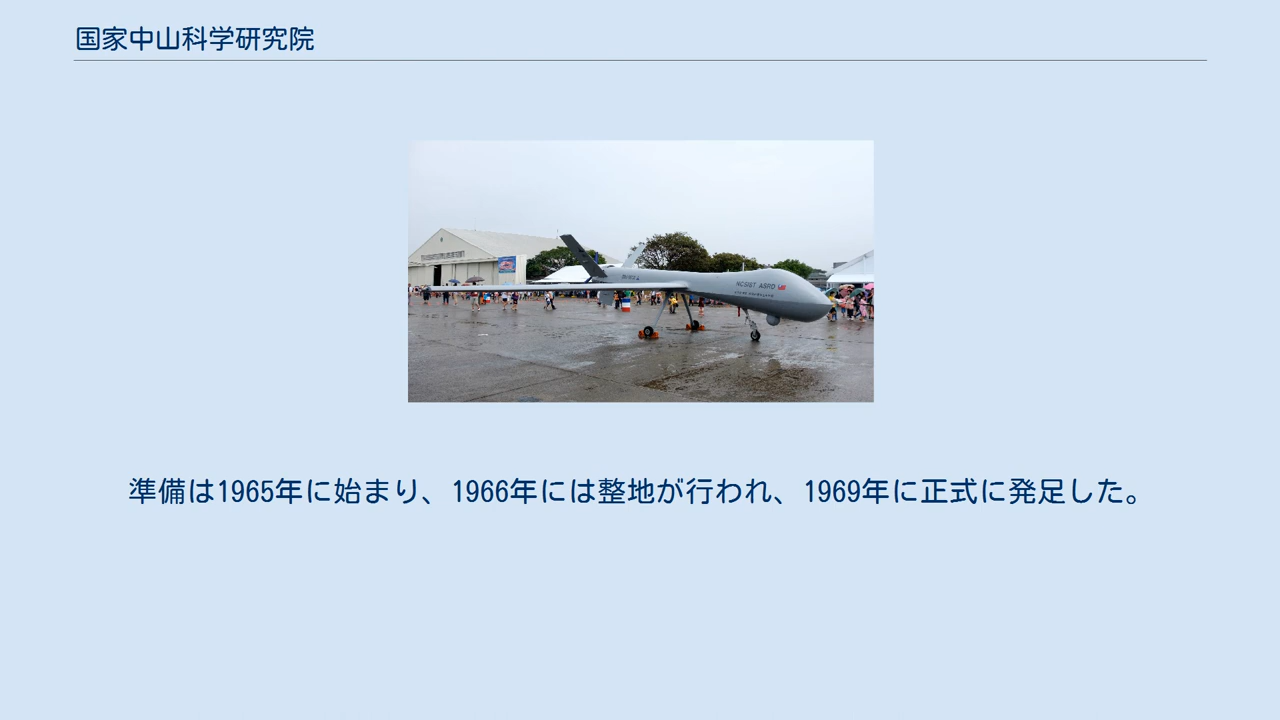 国家中山科学研究院
NCSIST ASRD
準備は1965年に始まり、1966年には整地が行われ、1969年に正式に発足した。